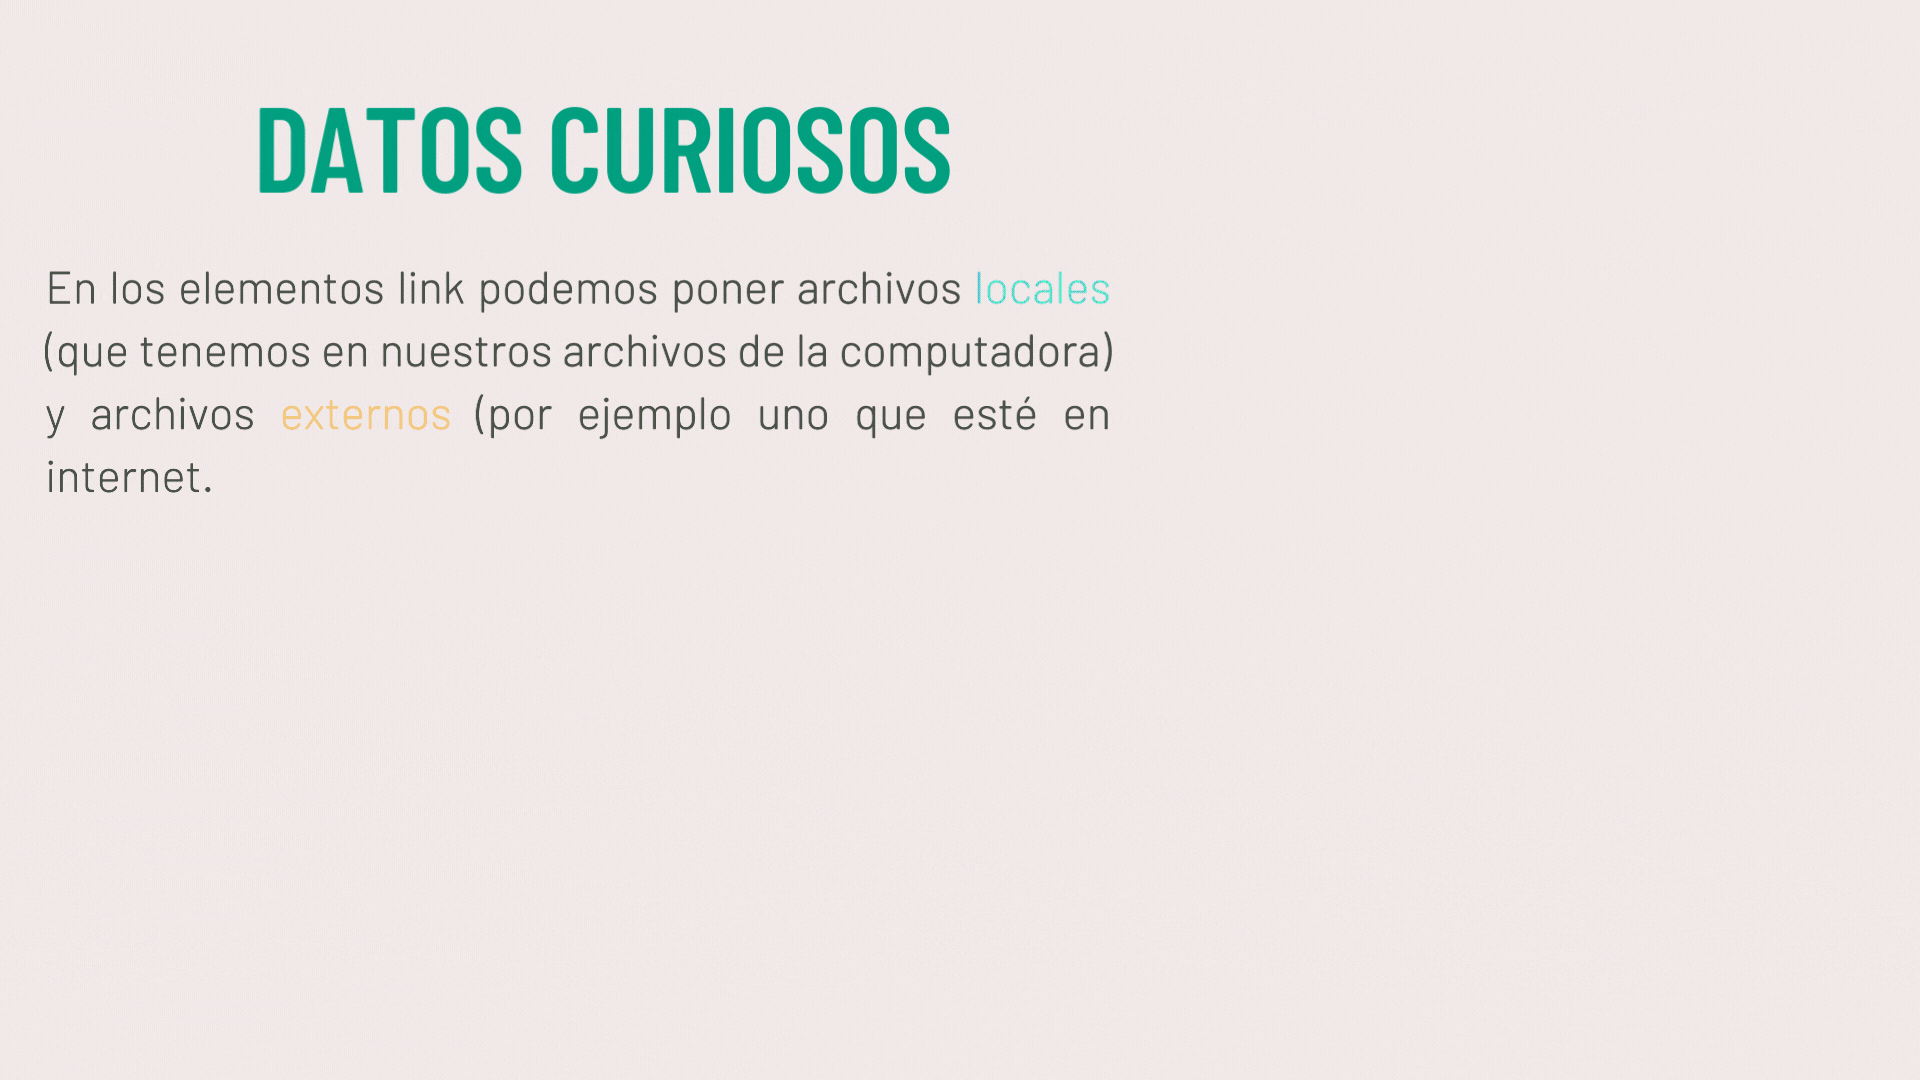 DATOS CURIOSOS
En los elementos link podemos poner archivos locales
(que tenemos en nuestros archivos de la computadora)
y archivos externos (por ejemplo uno que esté en
internet.